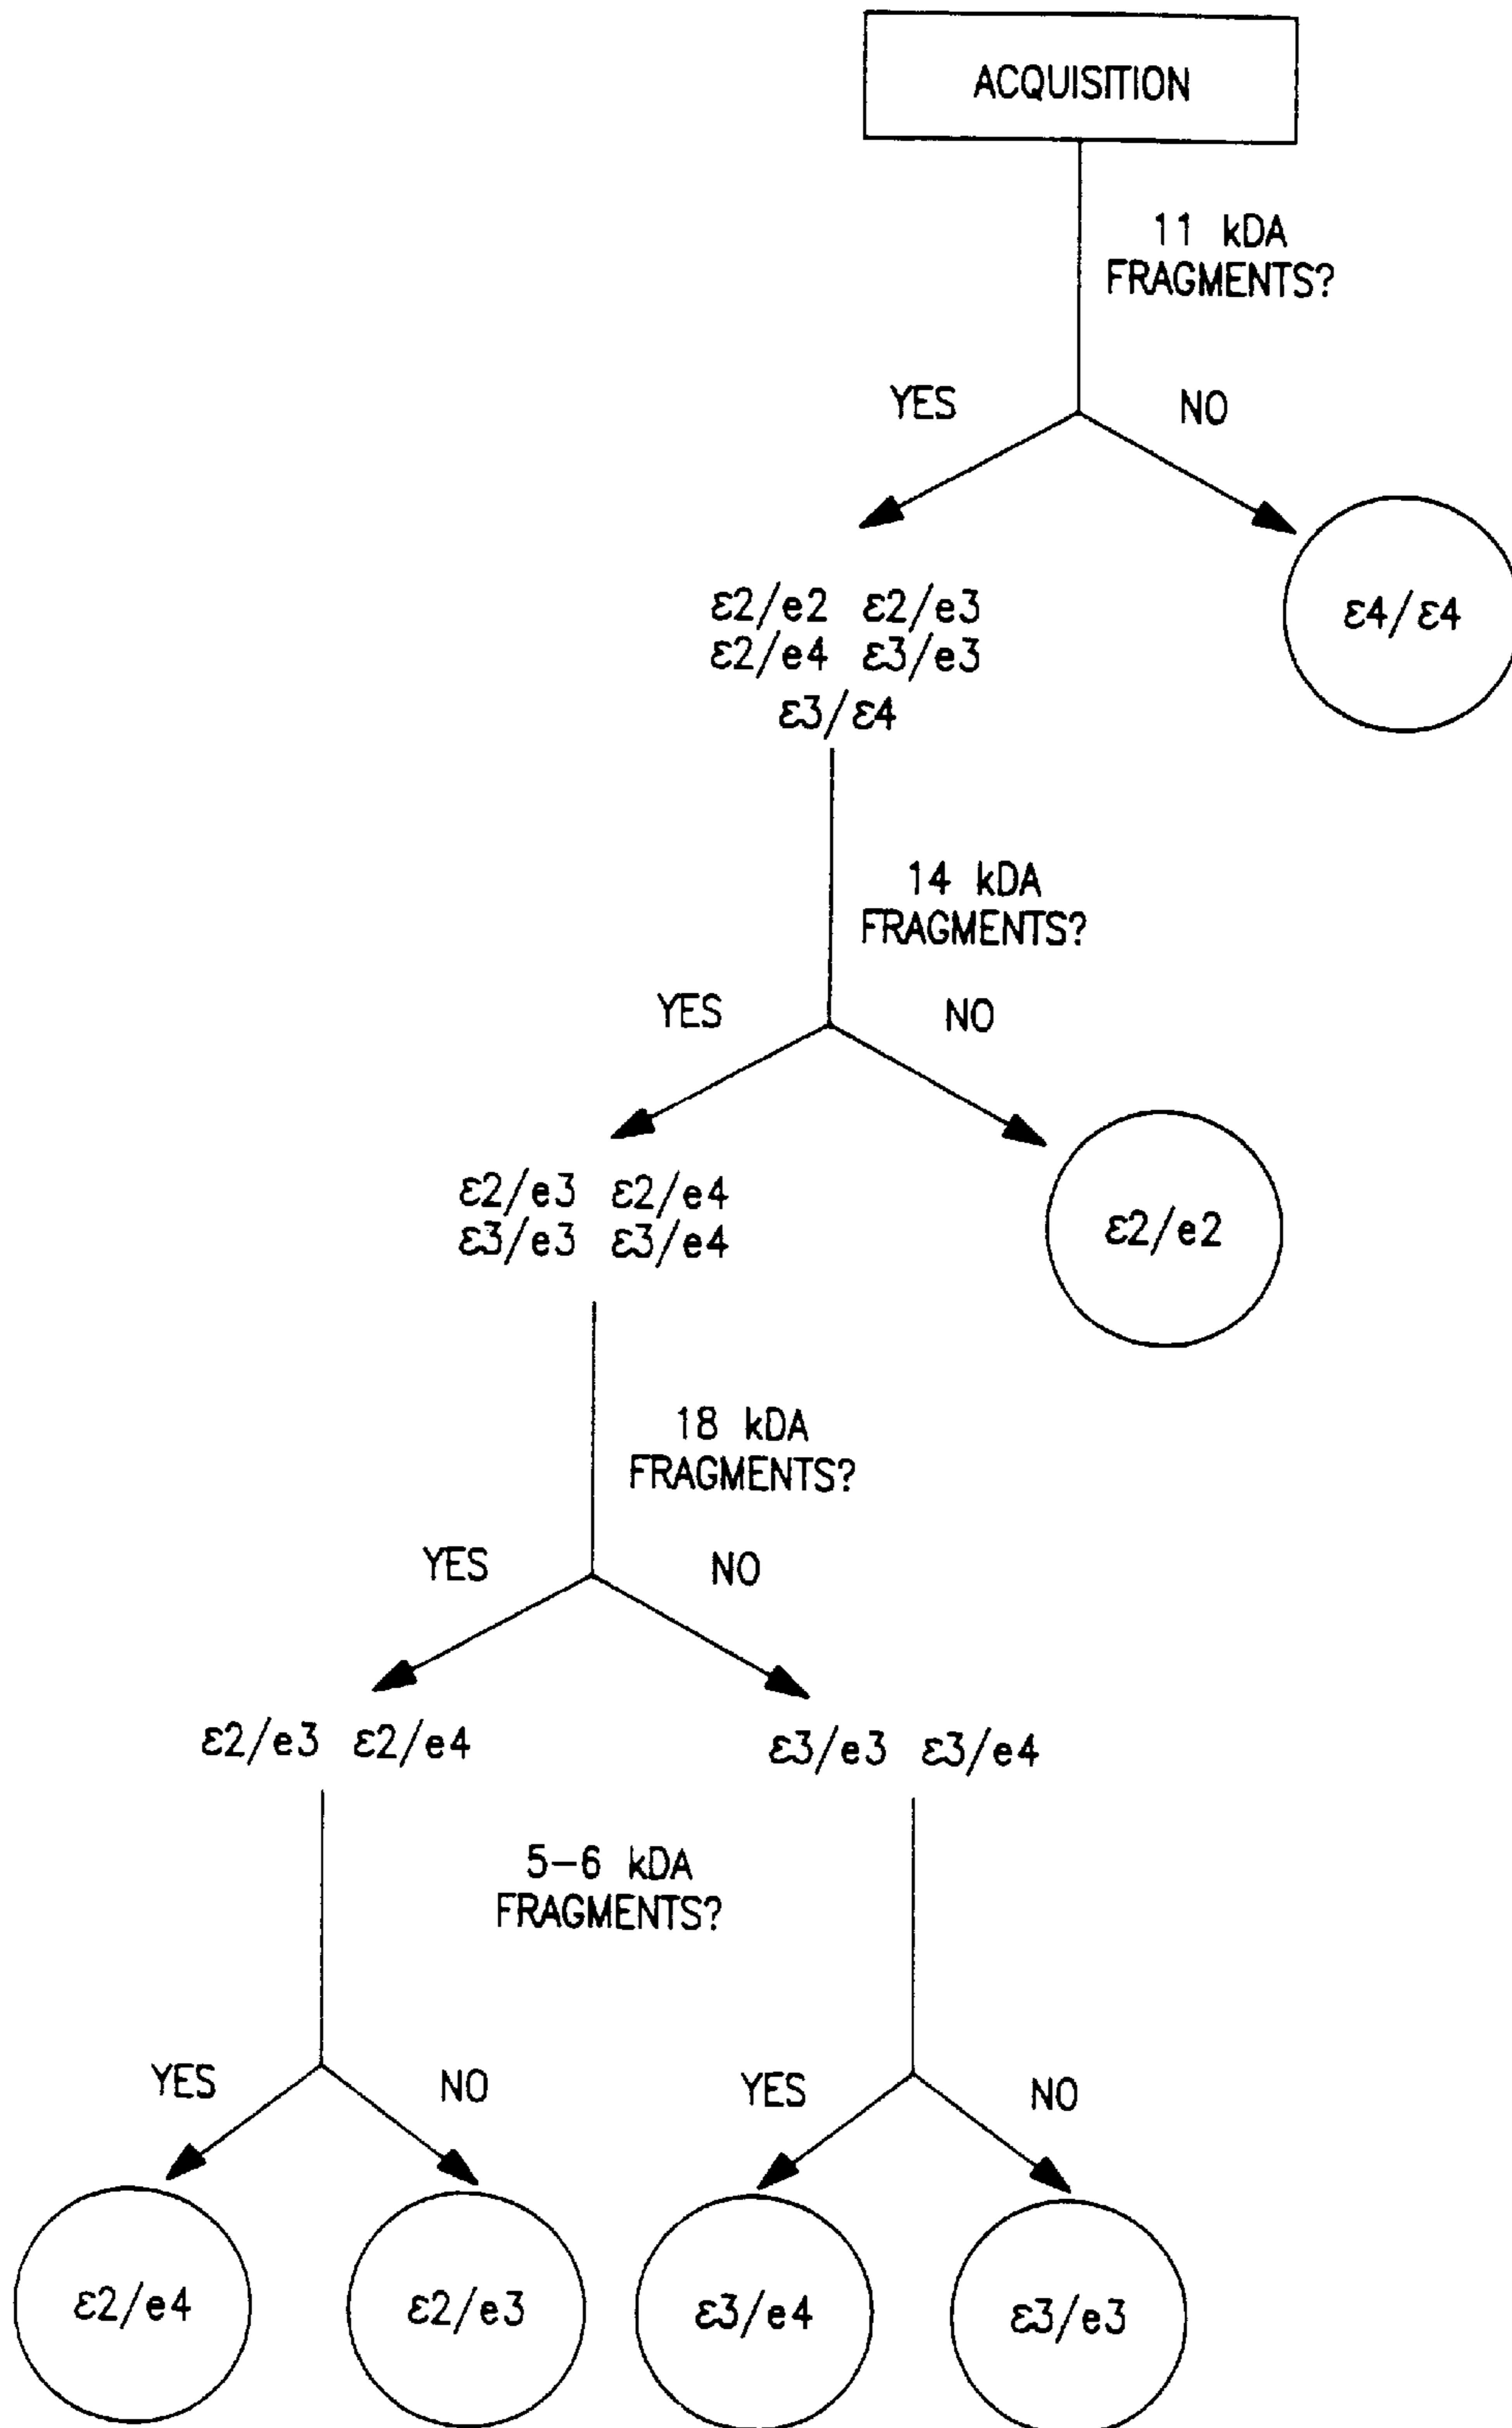 ACQUISITION
11 kDA
FRAGMENTS?
YES
NO
ε2/e2 ε2/e3
ε2/e4 ε3/e3
ε3/ε4
ε4/ε4
14 kDA
FRAGMENTS?
YES
NO
ε2/e3 ε2/e4
ε3/e3 ε3/e4
ε2/e2
18 kDA
FRAGMENTS?
YES
NO
ε2/e3 ε2/e4
ε3/e3 ε3/e4
5-6 kDA
FRAGMENTS?
YES
NO
YES
NO
ε2/e4
ε2/e3
ε3/e4
ε3/e3